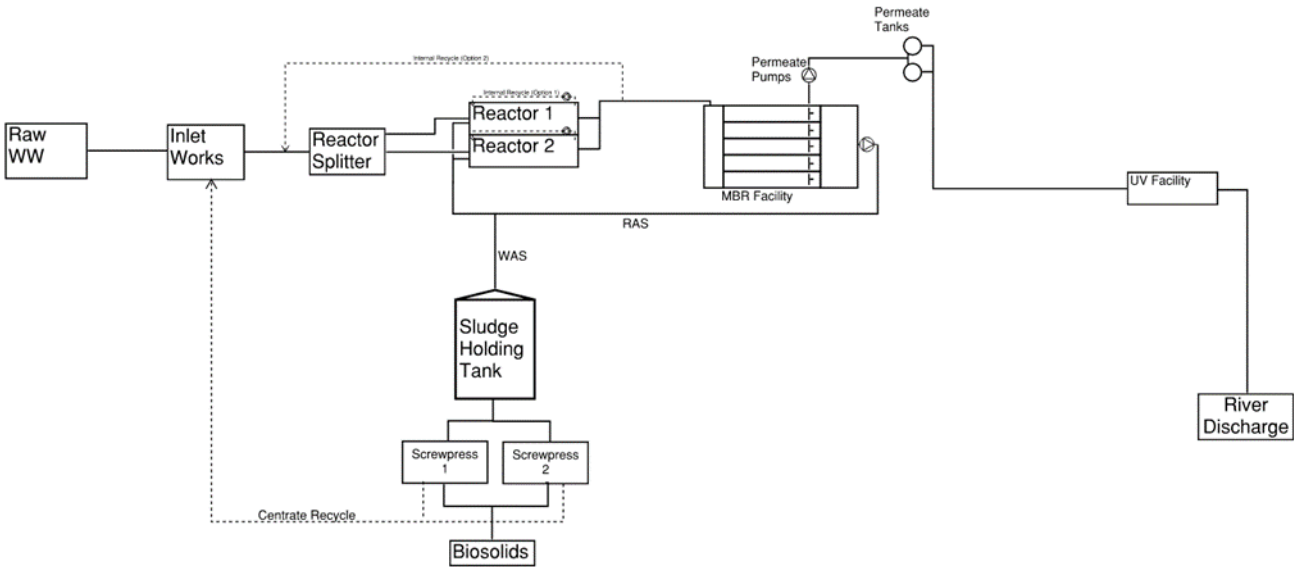 Permeate
Tanks
Internal Recycle (Option 2)
Permeate
Pumps
Internal Recycle (Option 1)
Raw
WW
Inlet
Works
Reactor
Splitter
Reactor 1
Reactor 2
MBR Facility
UV Facility
RAS
WAS
Sludge
Holding
Tank
River
Discharge
Screwpress
1
Screwpress
2
Centrate Recycle
Biosolids